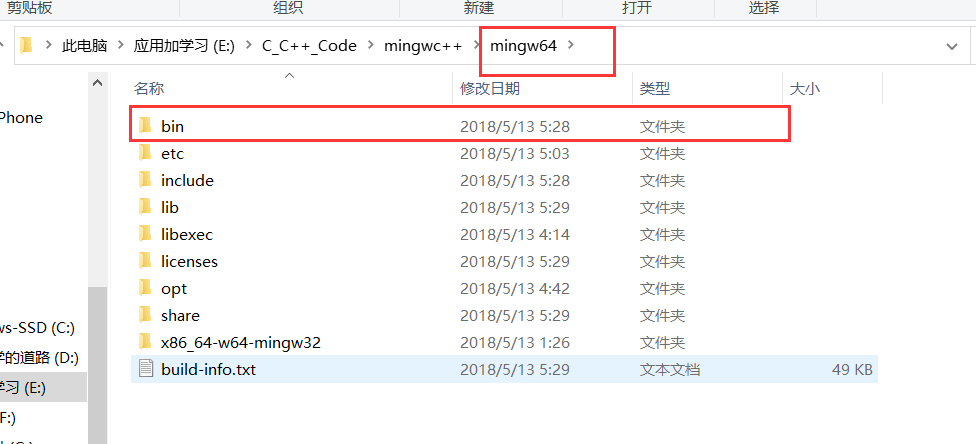 剪贴板 组织 新建 打开 选择
此电脑 应用加学习 (E:) C_C++_Code mingwc++ mingw64
名称 修改日期 类型 大小
Phone
bin 2018/5/13 5:28 文件夹
etc 2018/5/13 5:03 文件夹
include 2018/5/13 5:28 文件夹
lib 2018/5/13 5:29 文件夹
libexec 2018/5/13 4:14 文件夹
licenses 2018/5/13 5:29 文件夹
opt 2018/5/13 4:42 文件夹
share 2018/5/13 5:29 文件夹
ws-SSD (C:)
x86_64-w64-mingw32 2018/5/13 1:26 文件夹
学的道路 (D:)
build-info.txt 2018/5/13 5:29 文本文档 49 KB
学习 (E:)
F:)